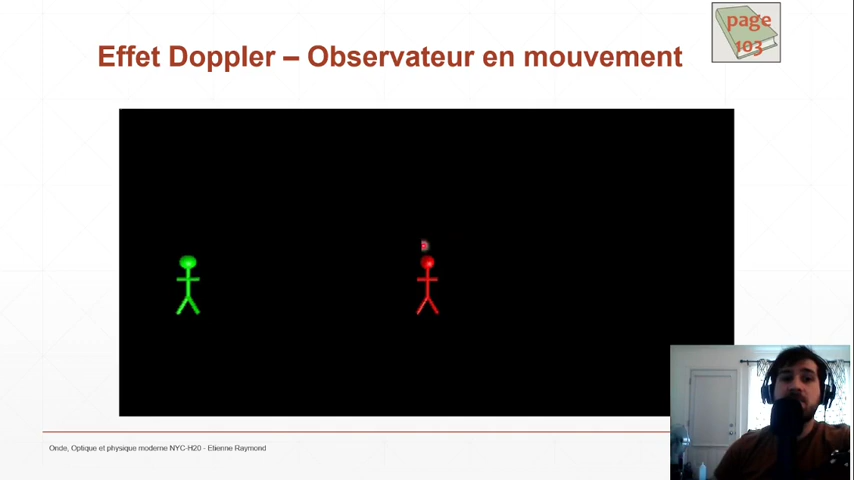 page
103
Effet Doppler – Observateur en mouvement
Onde, Optique et physique moderne NYC-H20 - Etienne Raymond